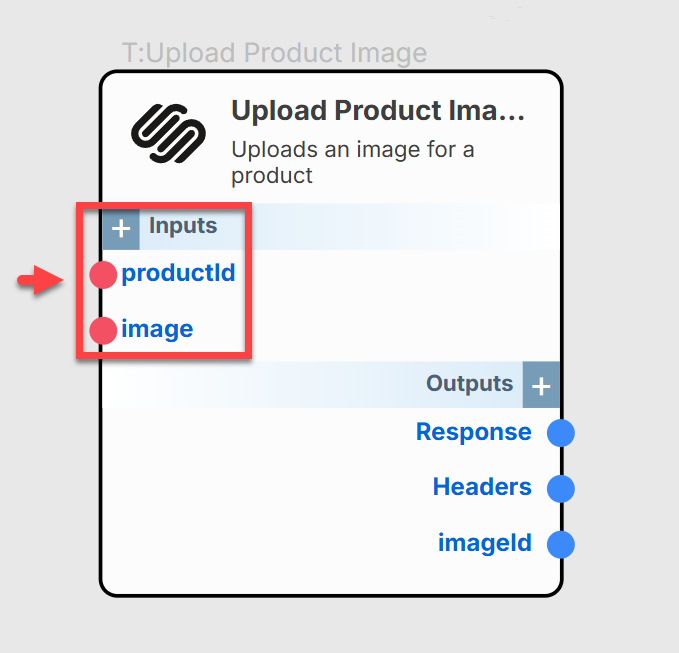 T:Upload Product Image
Upload Product Ima...
Uploads an image for a
product
+ Inputs
productId
image
Outputs +
Response
Headers
imageId